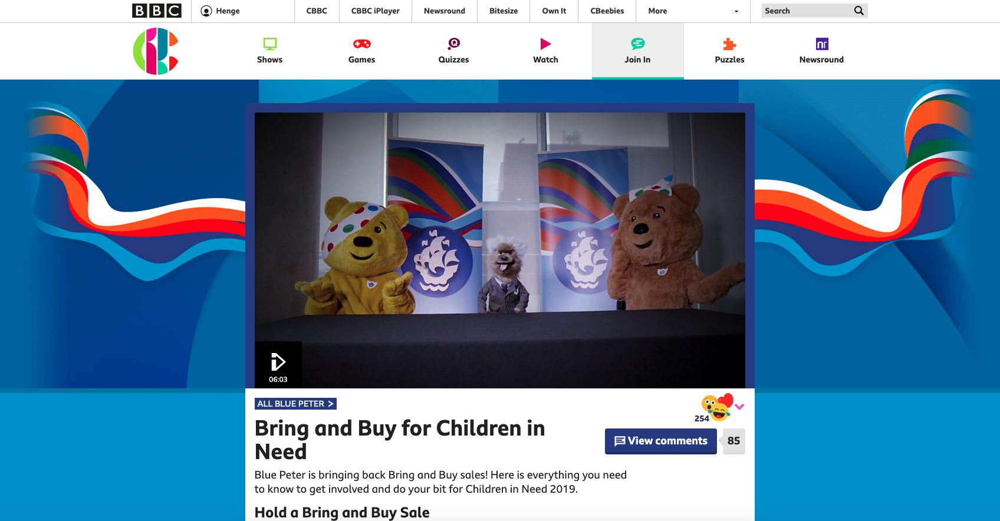 BBC Henge CBBC CBBC iPlayer Newsround Bitesize Own It CBeebies More Search
Shows Games Quizzes Watch Join In Puzzles Newsround
06:03
ALL BLUE PETER >
254
Bring and Buy for Children in
Need
View comments 85
Blue Peter is bringing back Bring and Buy sales! Here is everything you need
to know to get involved and do your bit for Children in Need 2019.
Hold a Bring and Buy Sale